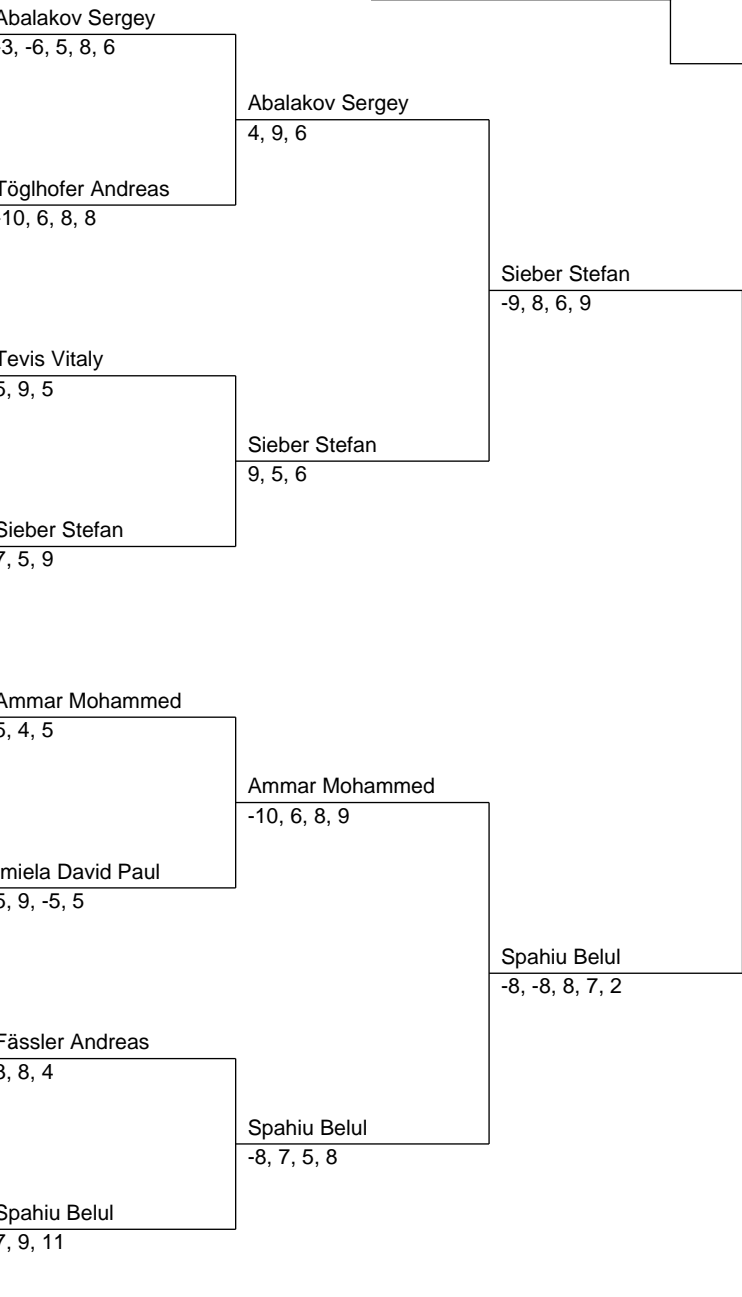 Abalakov Sergey
-3, -6, 5, 8, 6
Abalakov Sergey
4, 9, 6
Töglhofer Andreas
-10, 6, 8, 8
Sieber Stefan
-9, 8, 6, 9
Tevis Vitaly
5, 9, 5
Sieber Stefan
9, 5, 6
Sieber Stefan
7, 5, 9
Ammar Mohammed
5, 4, 5
Ammar Mohammed
-10, 6, 8, 9
miela David Paul
5, 9, -5, 5
Spahiu Belul
-8, -8, 8, 7, 2
Fässler Andreas
8, 4
Spahiu Belul
-8, 7, 5, 8
Spahiu Belul
7, 9, 11